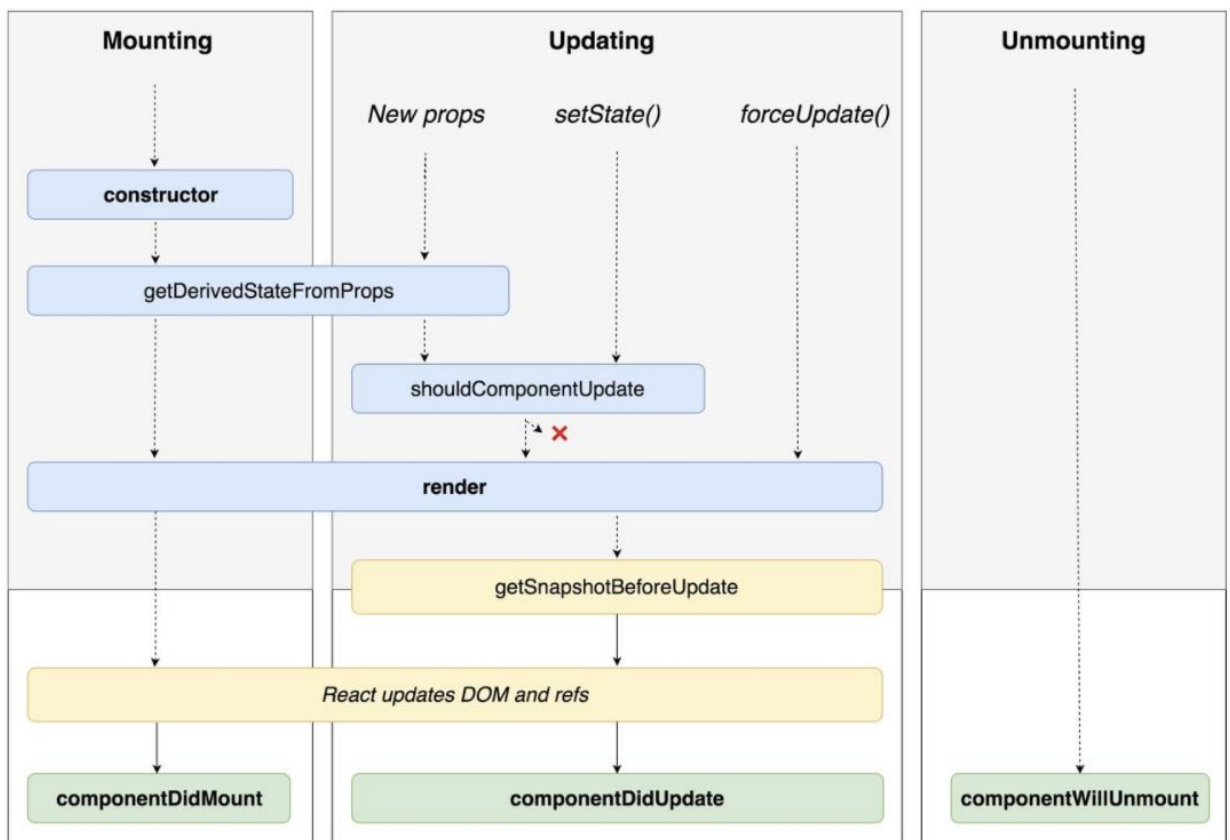 Mounting
Updating
Unmounting
New props
setState()
forceUpdate()
constructor
getDerivedStateFromProps
shouldComponentUpdate
render
getSnapshotBeforeUpdate
React updates DOM and refs
componentDidMount
componentDidUpdate
componentWillUnmount